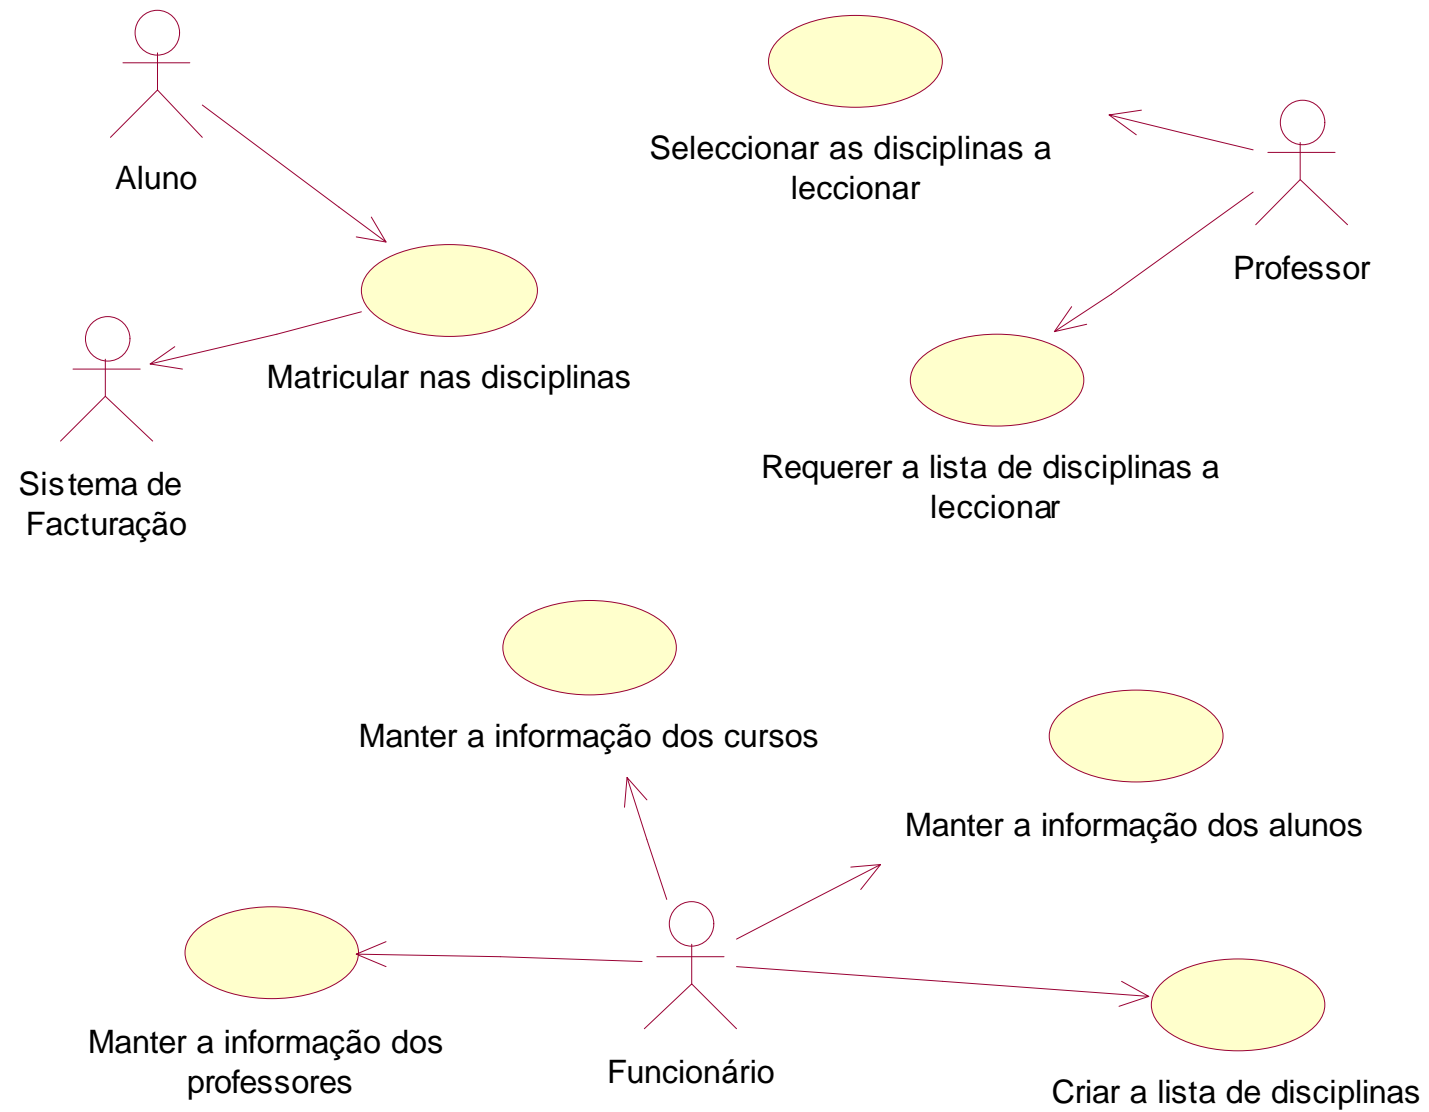 Aluno
Seleccionar as disciplinas a
leccionar
Professor
Matricular nas disciplinas
Sistema de
Facturação
Requerer a lista de disciplinas a
leccionar
Manter a informação dos cursos
Manter a informação dos alunos
Manter a informação dos
professores
Funcionário
Criar a lista de disciplinas